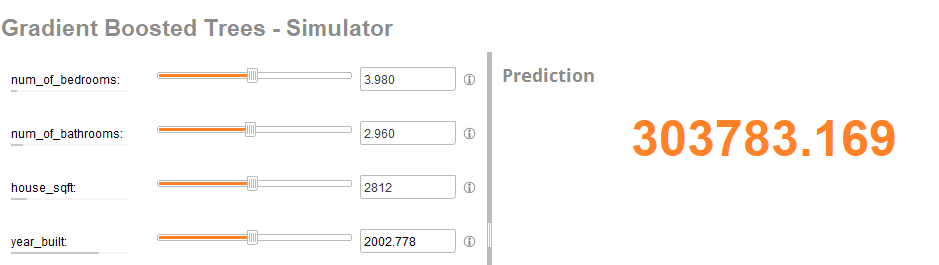 Gradient Boosted Trees - Simulator
num_of_bedrooms: 3.980
num_of_bathrooms: 2.960
house_sqft: 2812
year_built: 2002.778
Prediction
303783.169